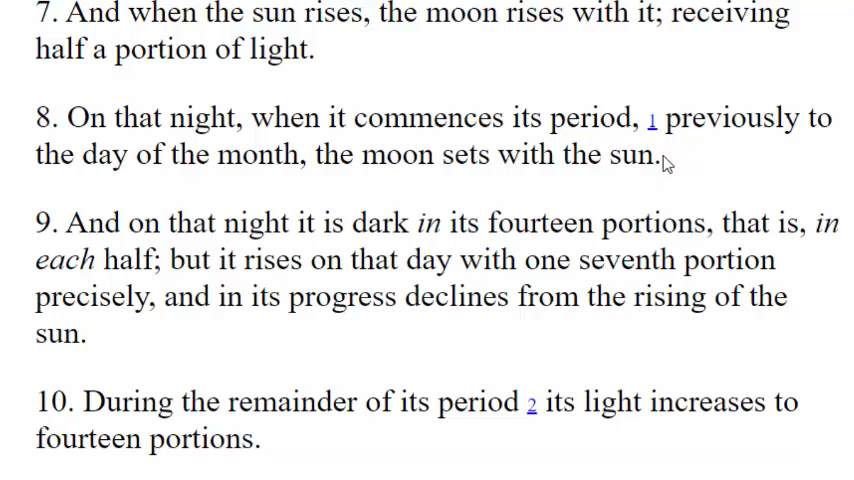 7. And when the sun rises, the moon rises with it; receiving
half a portion of light.
8. On that night, when it commences its period, 1 previously to
the day of the month, the moon sets with the sun.
9. And on that night it is dark in its fourteen portions, that is, in
each half; but it rises on that day with one seventh portion
precisely, and in its progress declines from the rising of the
sun.
10. During the remainder of its period 2 its light increases to
fourteen portions.